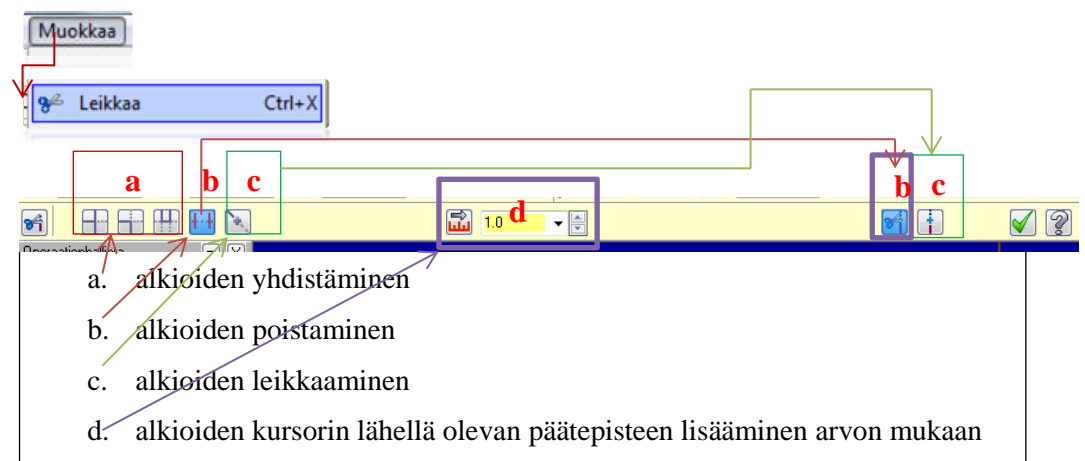 Muokkaa
Leikkaa Ctrl+X
a b c b c
1.0 d
a. alkioiden yhdistäminen
b. alkioiden poistaminen
c. alkioiden leikkaaminen
d. alkioiden kursorin lähellä olevan päätepisteen lisääminen arvon mukaan